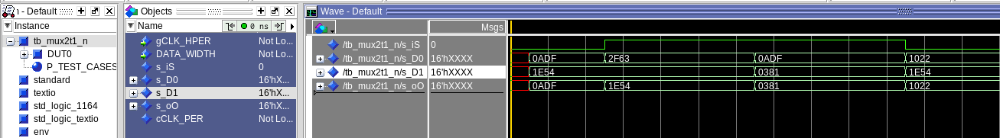 n - Default
Instance
tb_mux2t1_n
DUT0
P_TEST_CASES
standard
textio
std_logic_1164
std_logic_textio
env
Objects
Name 0 ns
gCLK_HPER Not Lo...
DATA_WIDTH Not Lo...
s_iS 0
s_D0 16'hX...
s_D1 16'hX...
s_oO 16'hX...
cCLK_PER Not Lo...
Wave - Default
Msgs
/tb_mux2t1_n/s_iS 0
/tb_mux2t1_n/s_D0 16'hXXXX 0ADF 2F63 0ADF 1022
/tb_mux2t1_n/s_D1 16'hXXXX 1E54 0381 1E54
/tb_mux2t1_n/s_oO 16'hXXXX 0ADF 1E54 0381 1022